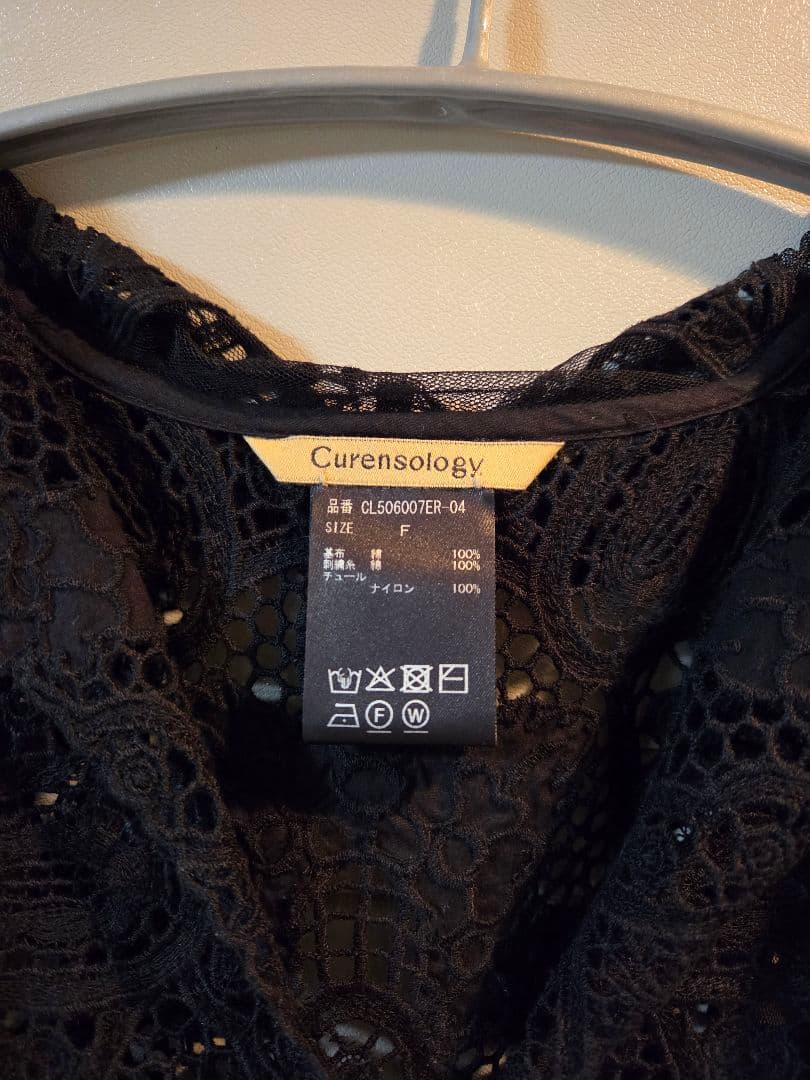 Curensology
品番 CL506007ER-04
SIZE F
基布 綿 100%
刺繍糸 綿 100%
チュール
ナイロン 100%
F W